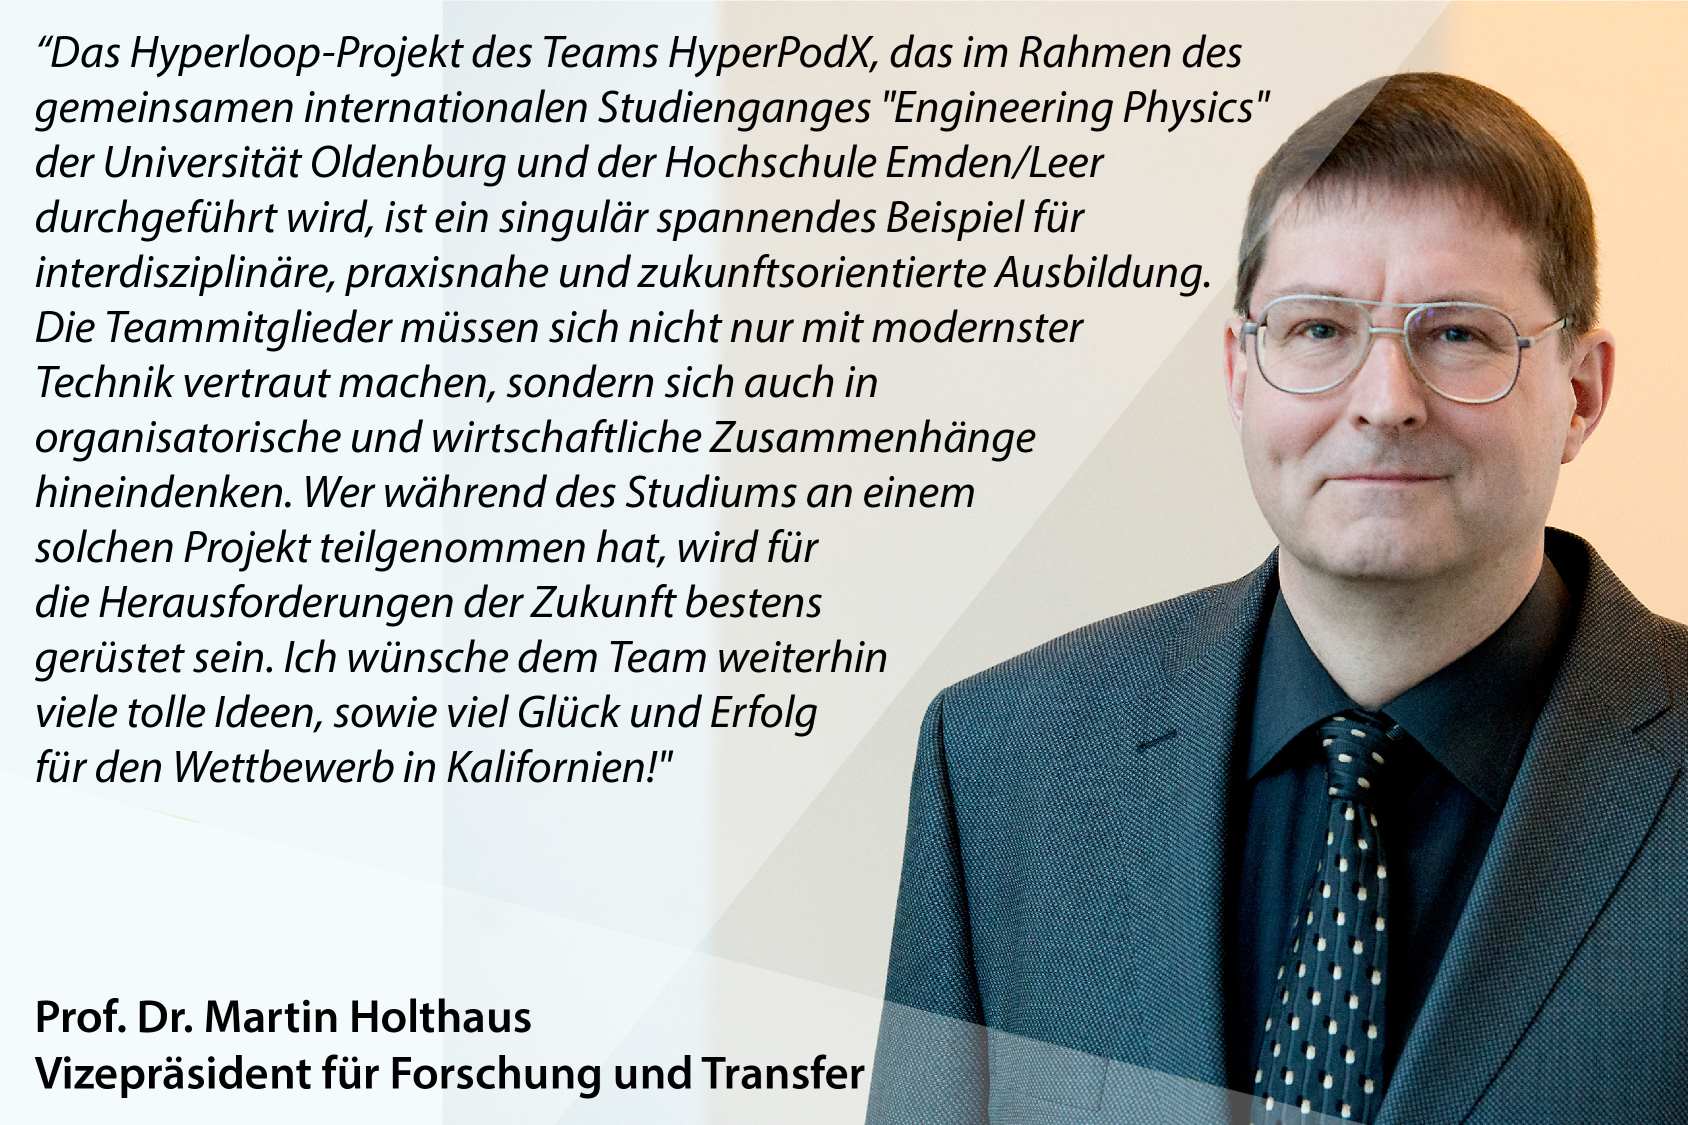 “Das Hyperloop-Projekt des Teams HyperPodX, das im Rahmen des
gemeinsamen internationalen Studienganges "Engineering Physics"
der Universität Oldenburg und der Hochschule Emden/Leer
durchgeführt wird, ist ein singulär spannendes Beispiel für
interdisziplinäre, praxisnahe und zukunftsorientierte Ausbildung.
Die Teammitglieder müssen sich nicht nur mit modernster
Technik vertraut machen, sondern sich auch in
organisatorische und wirtschaftliche Zusammenhänge
hineindenken. Wer während des Studiums an einem
solchen Projekt teilgenommen hat, wird für
die Herausforderungen der Zukunft bestens
gerüstet sein. Ich wünsche dem Team weiterhin
viele tolle Ideen, sowie viel Glück und Erfolg
für den Wettbewerb in Kalifornien!"
Prof. Dr. Martin Holthaus
Vizepräsident für Forschung und Transfer